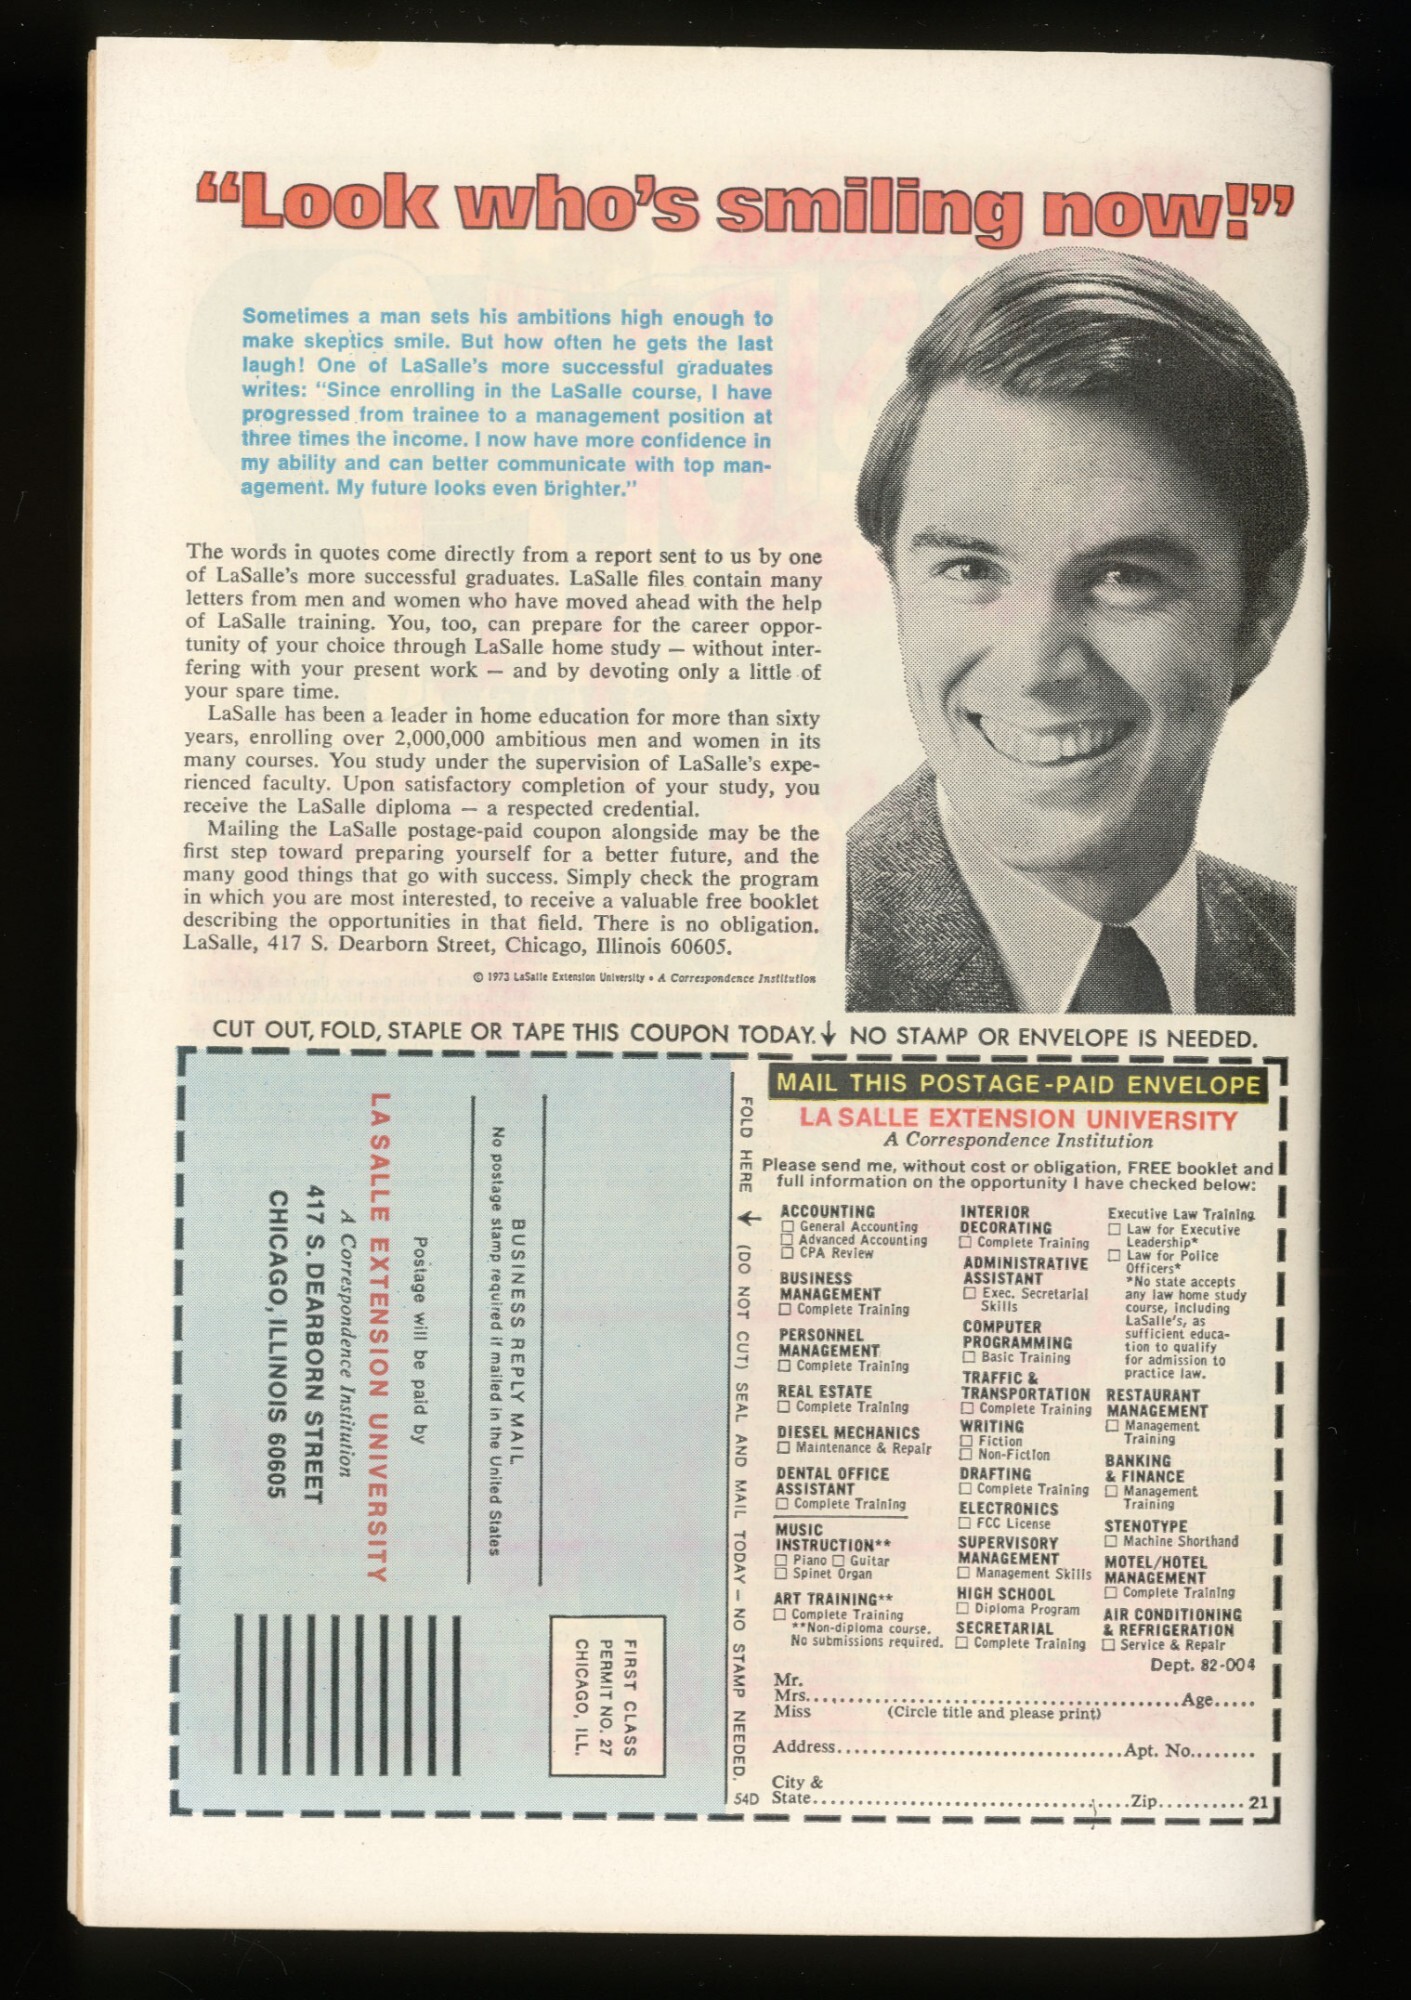 “Look who’s smiling now!”
Sometimes a man sets his ambitions high enough to
make skeptics smile. But how often he gets the last
laugh! One of LaSalle’s more successful graduates
writes: “Since enrolling in the LaSalle course, I have
progressed from trainee to a management position at
three times the income. I now have more confidence in
my ability and can better communicate with top man-
agement. My future looks even brighter.”
The words in quotes come directly from a report sent to us by one
of LaSalle’s more successful graduates. LaSalle files contain many
letters from men and women who have moved ahead with the help
of LaSalle training. You, too, can prepare for the career oppor-
tunity of your choice through LaSalle home study — without inter-
fering with your present work — and by devoting only a little of
your spare time.
LaSalle has been a leader in home education for more than sixty
years, enrolling over 2,000,000 ambitious men and women in its
many courses. You study under the supervision of LaSalle’s expe-
rienced faculty. Upon satisfactory completion of your study, you
receive the LaSalle diploma — a respected credential.
Mailing the LaSalle postage-paid coupon alongside may be the
first step toward preparing yourself for a better future, and the
many good things that go with success. Simply check the program
in which you are most interested, to receive a valuable free booklet
describing the opportunities in that field. There is no obligation.
LaSalle, 417 S. Dearborn Street, Chicago, Illinois 60605.
© 1973 LaSalle Extension University • A Correspondence Institution
CUT OUT, FOLD, STAPLE OR TAPE THIS COUPON TODAY.↓ NO STAMP OR ENVELOPE IS NEEDED.
FIRST CLASS
PERMIT NO. 27
CHICAGO, ILL.
BUSINESS REPLY MAIL
No postage stamp required if mailed in the United States
Postage will be paid by
LA SALLE EXTENSION UNIVERSITY
A Correspondence Institution
417 S. DEARBORN STREET
CHICAGO, ILLINOIS 60605
FOLD HERE → (DO NOT CUT) SEAL AND MAIL TODAY – NO STAMP NEEDED.
54D
MAIL THIS POSTAGE-PAID ENVELOPE
LA SALLE EXTENSION UNIVERSITY
A Correspondence Institution
Please send me, without cost or obligation, FREE booklet and
full information on the opportunity I have checked below:
ACCOUNTING
☐ General Accounting
☐ Advanced Accounting
☐ CPA Review
BUSINESS
MANAGEMENT
☐ Complete Training
PERSONNEL
MANAGEMENT
☐ Complete Training
REAL ESTATE
☐ Complete Training
DIESEL MECHANICS
☐ Maintenance & Repair
DENTAL OFFICE
ASSISTANT
☐ Complete Training
MUSIC
INSTRUCTION**
☐ Piano ☐ Guitar
☐ Spinet Organ
ART TRAINING**
☐ Complete Training
**Non-diploma course.
No submissions required.
INTERIOR
DECORATING
☐ Complete Training
ADMINISTRATIVE
ASSISTANT
☐ Exec. Secretarial
Skills
COMPUTER
PROGRAMMING
☐ Basic Training
TRAFFIC &
TRANSPORTATION
☐ Complete Training
WRITING
☐ Fiction
☐ Non-Fiction
DRAFTING
☐ Complete Training
ELECTRONICS
☐ FCC License
SUPERVISORY
MANAGEMENT
☐ Management Skills
HIGH SCHOOL
☐ Diploma Program
SECRETARIAL
☐ Complete Training
Executive Law Training
☐ Law for Executive
Leadership*
☐ Law for Police
Officers*
*No state accepts
any law home study
course, including
LaSalle’s, as
sufficient educa-
tion to qualify
for admission to
practice law.
RESTAURANT
MANAGEMENT
☐ Management
Training
BANKING
& FINANCE
☐ Management
Training
STENOTYPE
☐ Machine Shorthand
MOTEL/HOTEL
MANAGEMENT
☐ Complete Training
AIR CONDITIONING
& REFRIGERATION
☐ Service & Repair
Dept. 82-004
Mr.
Mrs. Age
Miss (Circle title and please print)
Address Apt. No.
City &
State Zip 21